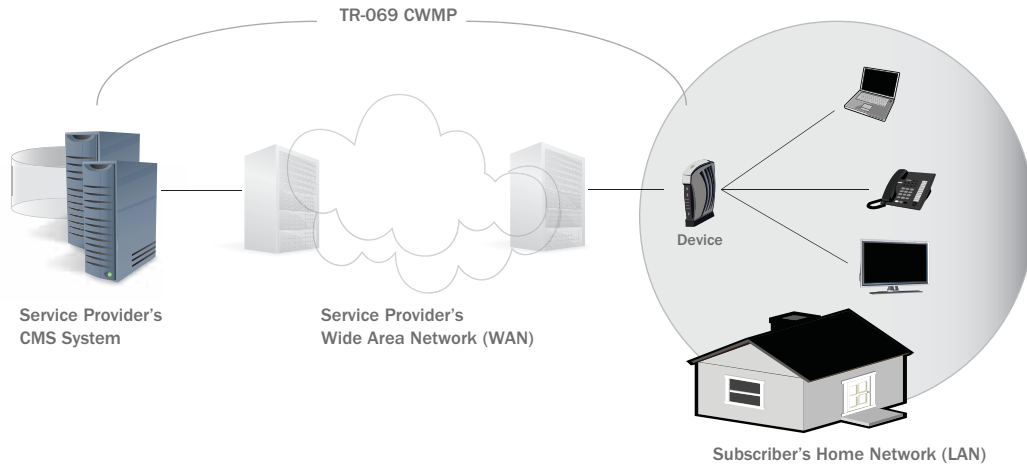 TR-069 CWMP
Device
Service Provider's
CMS System
Service Provider's
Wide Area Network (WAN)
Subscriber's Home Network (LAN)